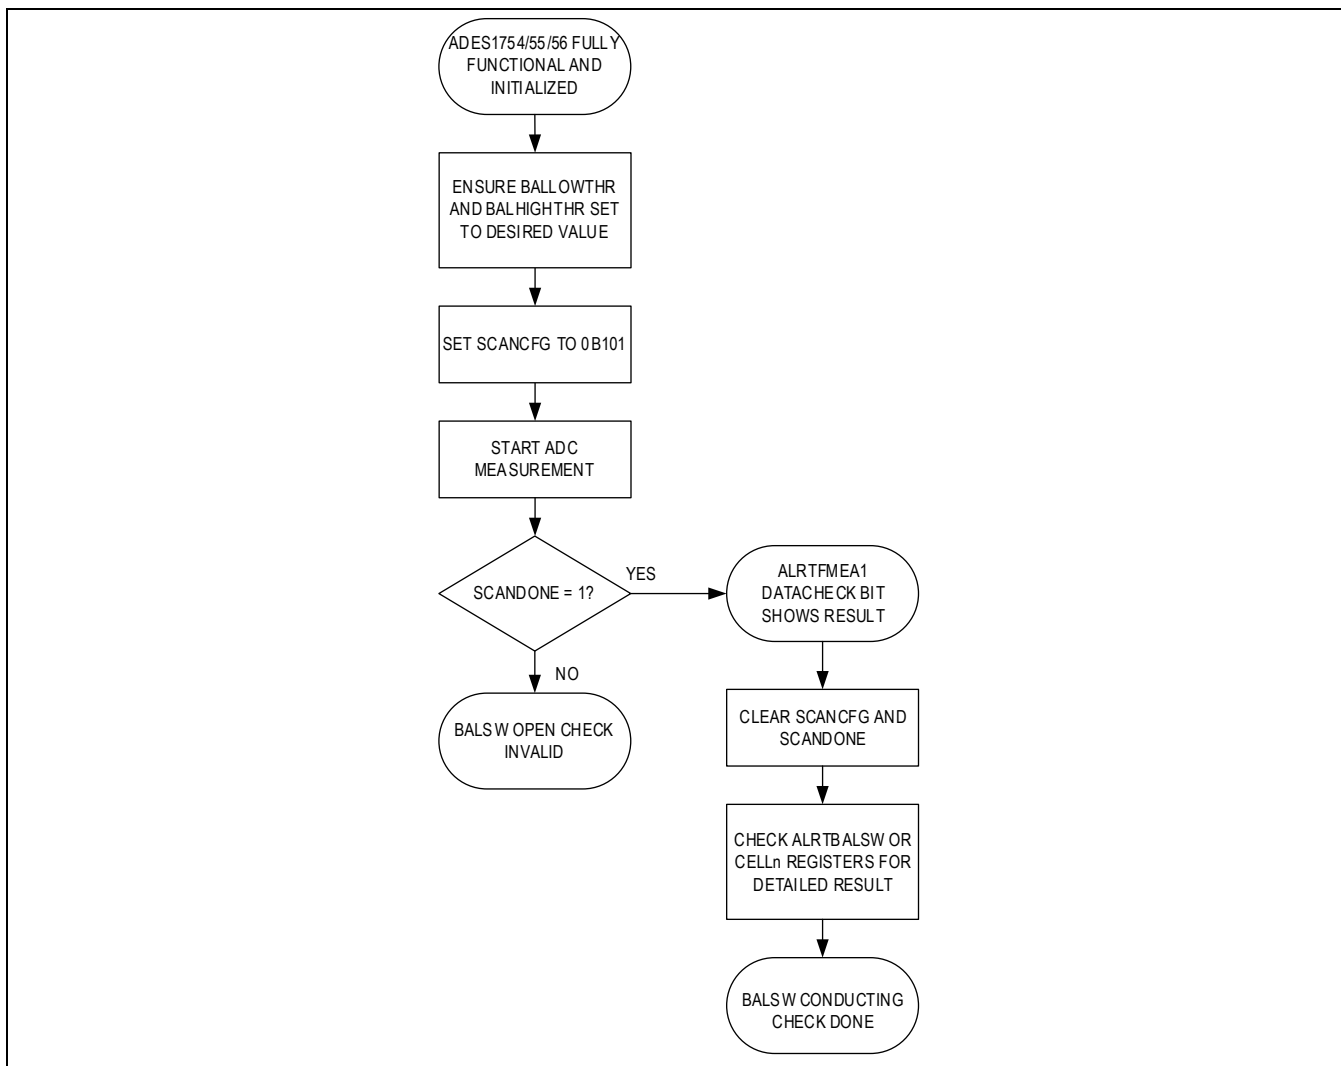 ADES1754/55/56 FULLY
FUNCTIONAL AND
INITIALIZED
ENSURE BALLOWTHR
AND BALHIGHTHR SET
TO DESIRED VALUE
SET SCANCFG TO 0B101
START ADC
MEASUREMENT
SCANDONE = 1?
YES
NO
BALSW OPEN CHECK
INVALID
ALRTFMEA1
DATACHECK BIT
SHOWS RESULT
CLEAR SCANCFG AND
SCANDONE
CHECK ALRTBALSW OR
CELLn REGISTERS FOR
DETAILED RESULT
BALSW CONDUCTING
CHECK DONE